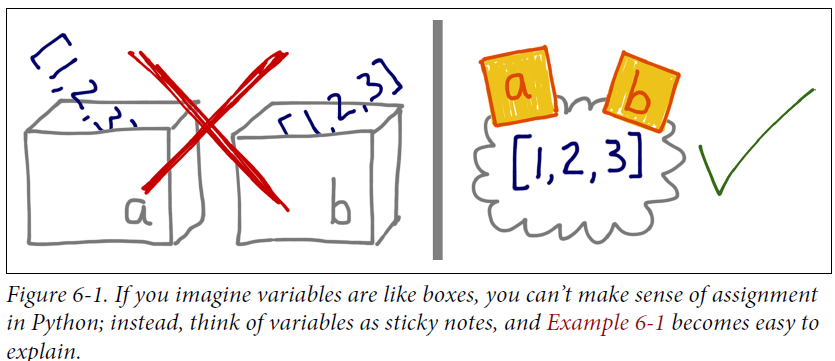 [1,2,3]
a
[1,2,3]
b
a
b
[1,2,3]
Figure 6-1. If you imagine variables are like boxes, you can’t make sense of assignment
in Python; instead, think of variables as sticky notes, and Example 6-1 becomes easy to
explain.